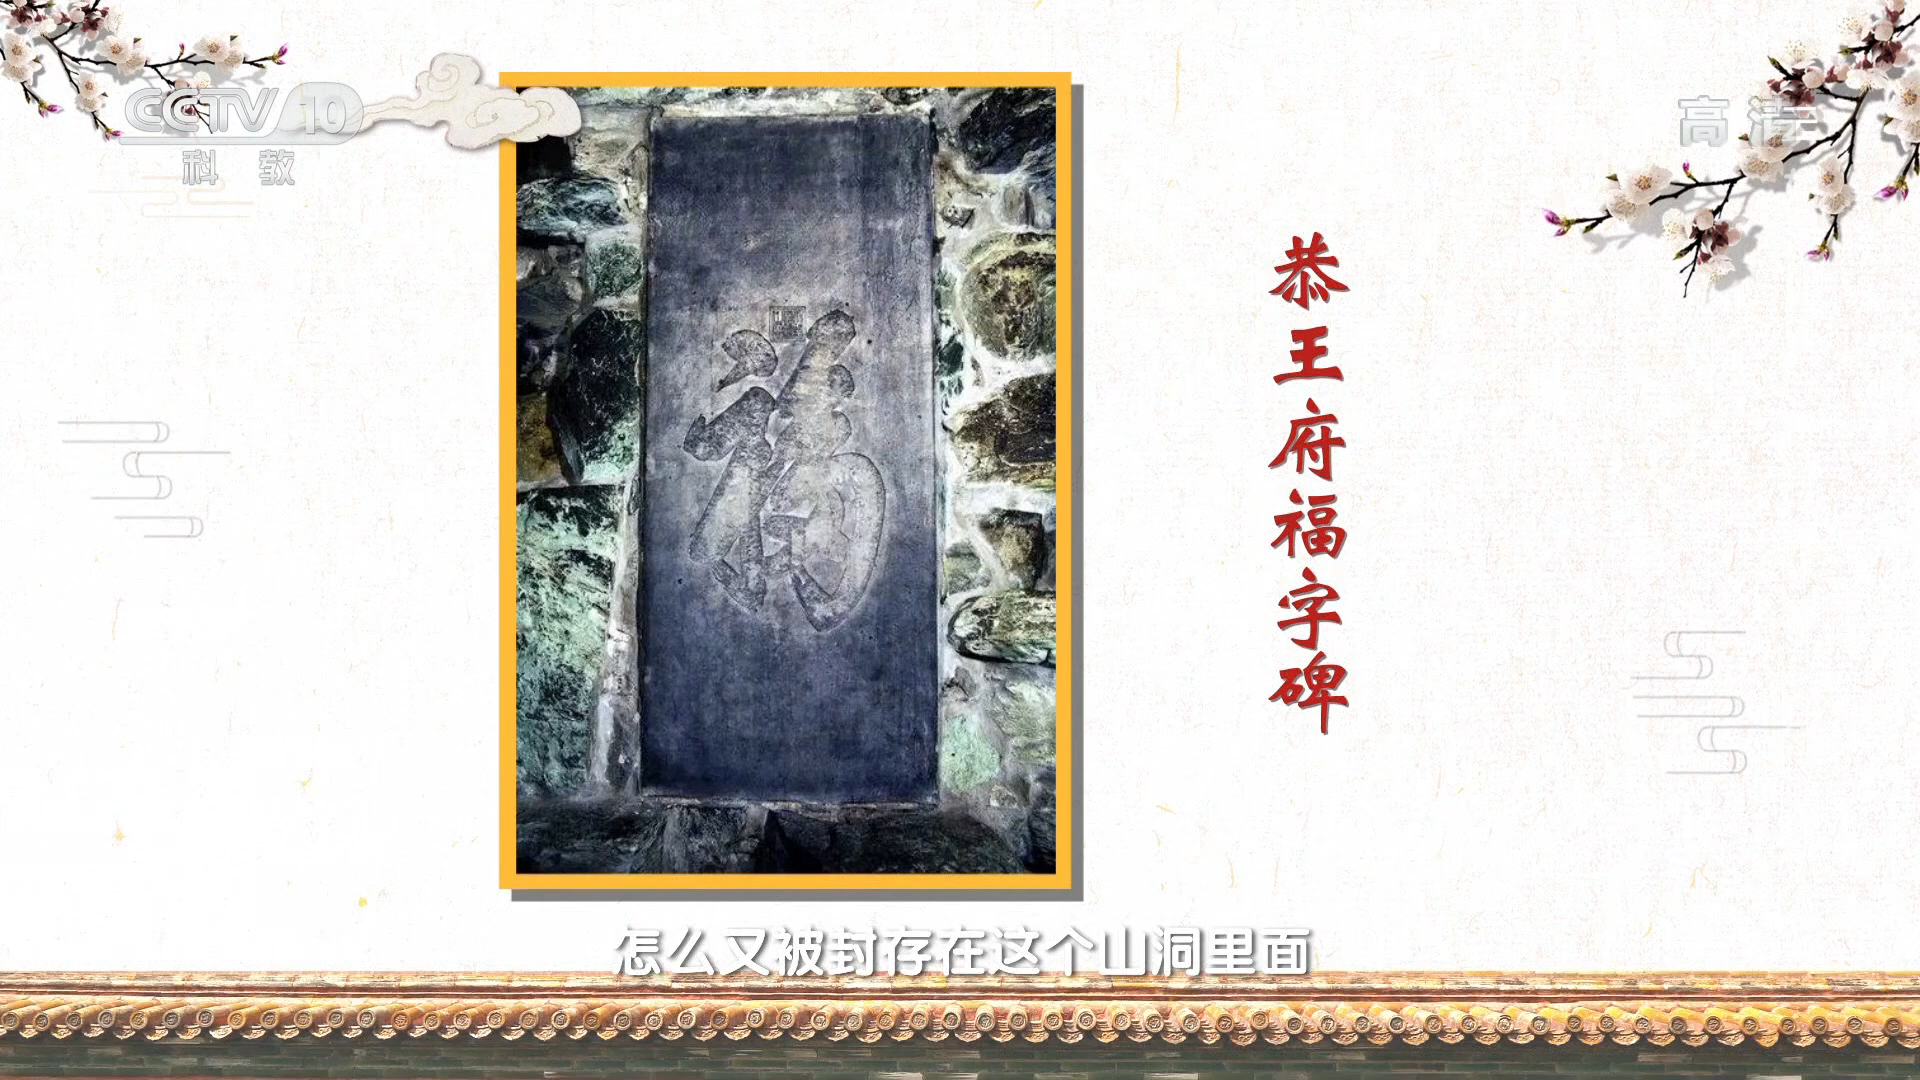 CCTV 10
科教
高清
福
恭王府福字碑
怎么又被封存在这个山洞里面